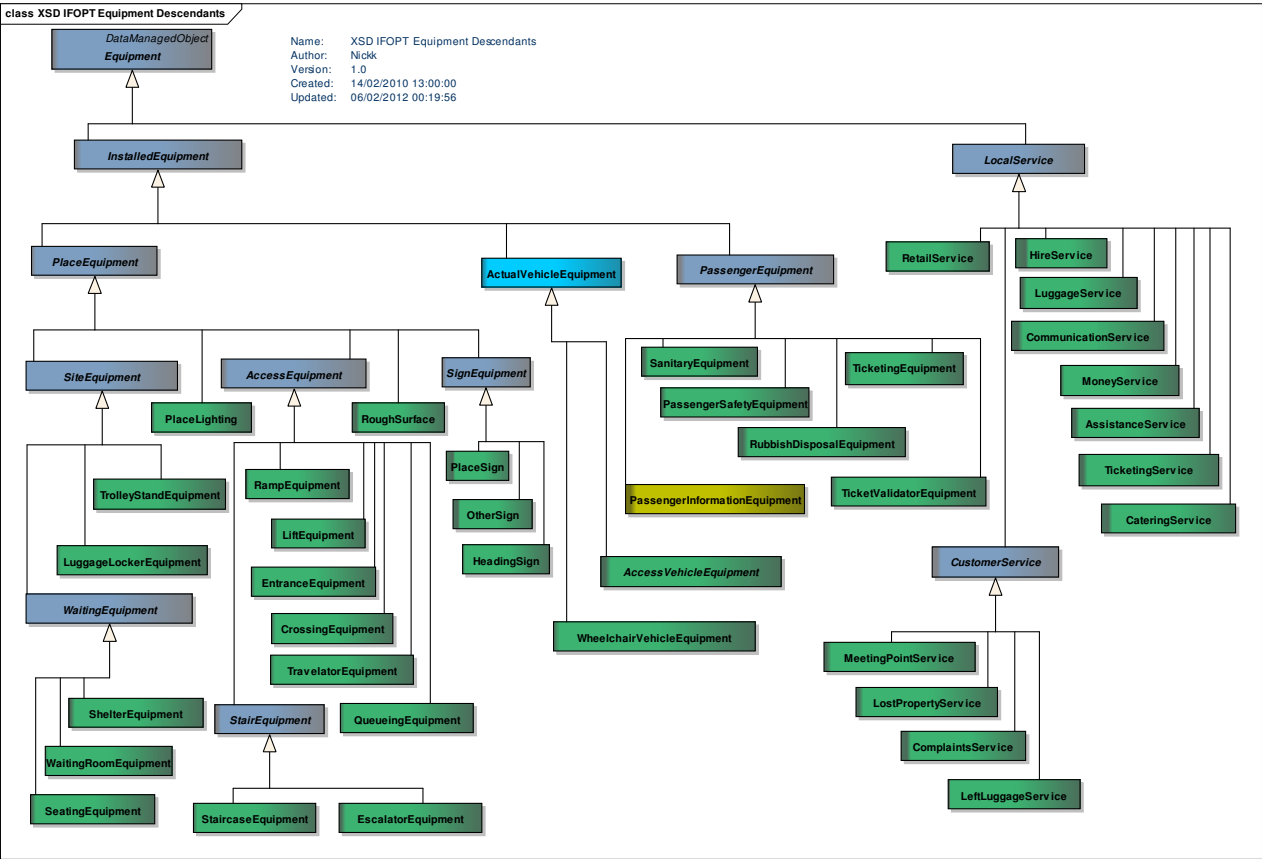 class XSD IFOPT Equipment Descendants
DataManagedObject
Equipment
Name: XSD IFOPT Equipment Descendants
Author: Nickk
Version: 1.0
Created: 14/02/2010 13:00:00
Updated: 06/02/2012 00:19:56
InstalledEquipment
LocalService
PlaceEquipment
ActualVehicleEquipment
PassengerEquipment
RetailService
HireService
LuggageService
CommunicationService
MoneyService
AssistanceService
TicketingService
CateringService
SiteEquipment
AccessEquipment
SignEquipment
PlaceLighting
RoughSurface
SanitaryEquipment
TicketingEquipment
PassengerSafetyEquipment
RubbishDisposalEquipment
PassengerInformationEquipment
TicketValidatorEquipment
TrolleyStandEquipment
LuggageLockerEquipment
WaitingEquipment
RampEquipment
LiftEquipment
EntranceEquipment
CrossingEquipment
TravelatorEquipment
PlaceSign
OtherSign
HeadingSign
AccessVehicleEquipment
WheelchairVehicleEquipment
CustomerService
MeetingPointService
LostPropertyService
ComplaintsService
LeftLuggageService
ShelterEquipment
WaitingRoomEquipment
SeatingEquipment
StairEquipment
QueueingEquipment
StaircaseEquipment
EscalatorEquipment